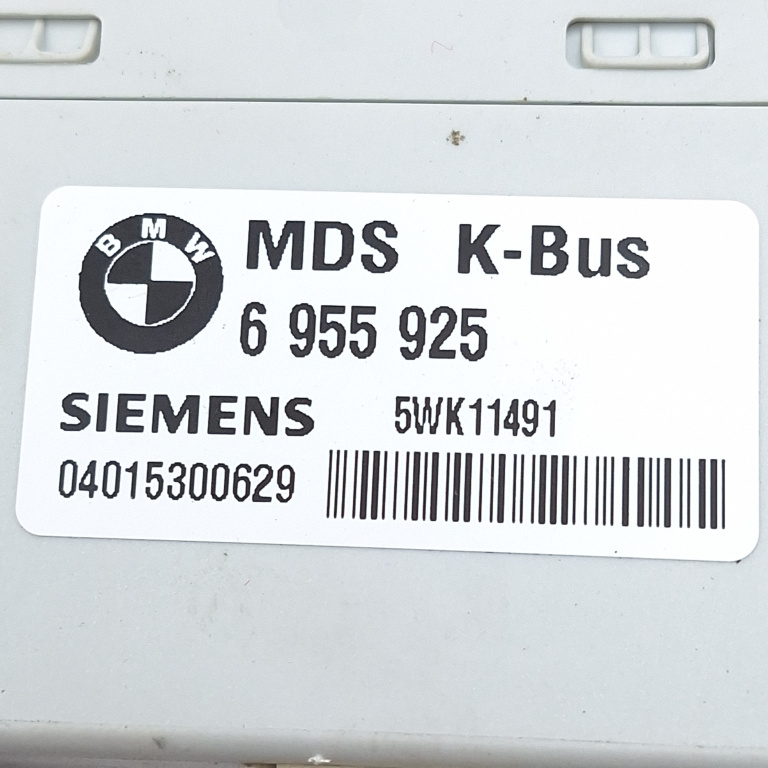 BMW
MDS K-Bus
6 955 925
SIEMENS 5WK11491
04015300629